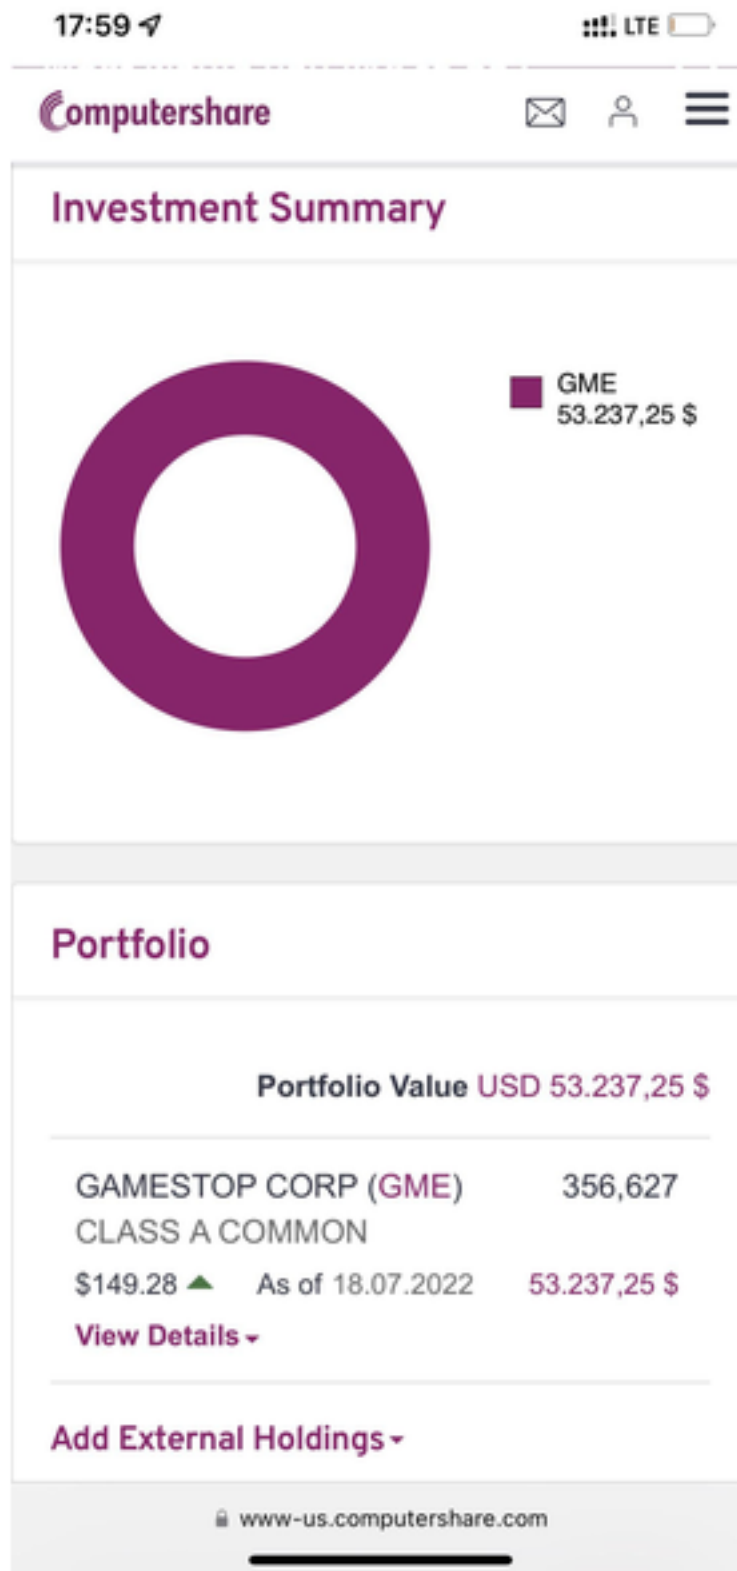 17:59
LTE
Computershare
Investment Summary
GME
53.237,25 $
Portfolio
Portfolio Value USD 53.237,25 $
GAMESTOP CORP (GME) 356,627
CLASS A COMMON
$149.28 As of 18.07.2022 53.237,25 $
View Details
Add External Holdings
www-us.computershare.com